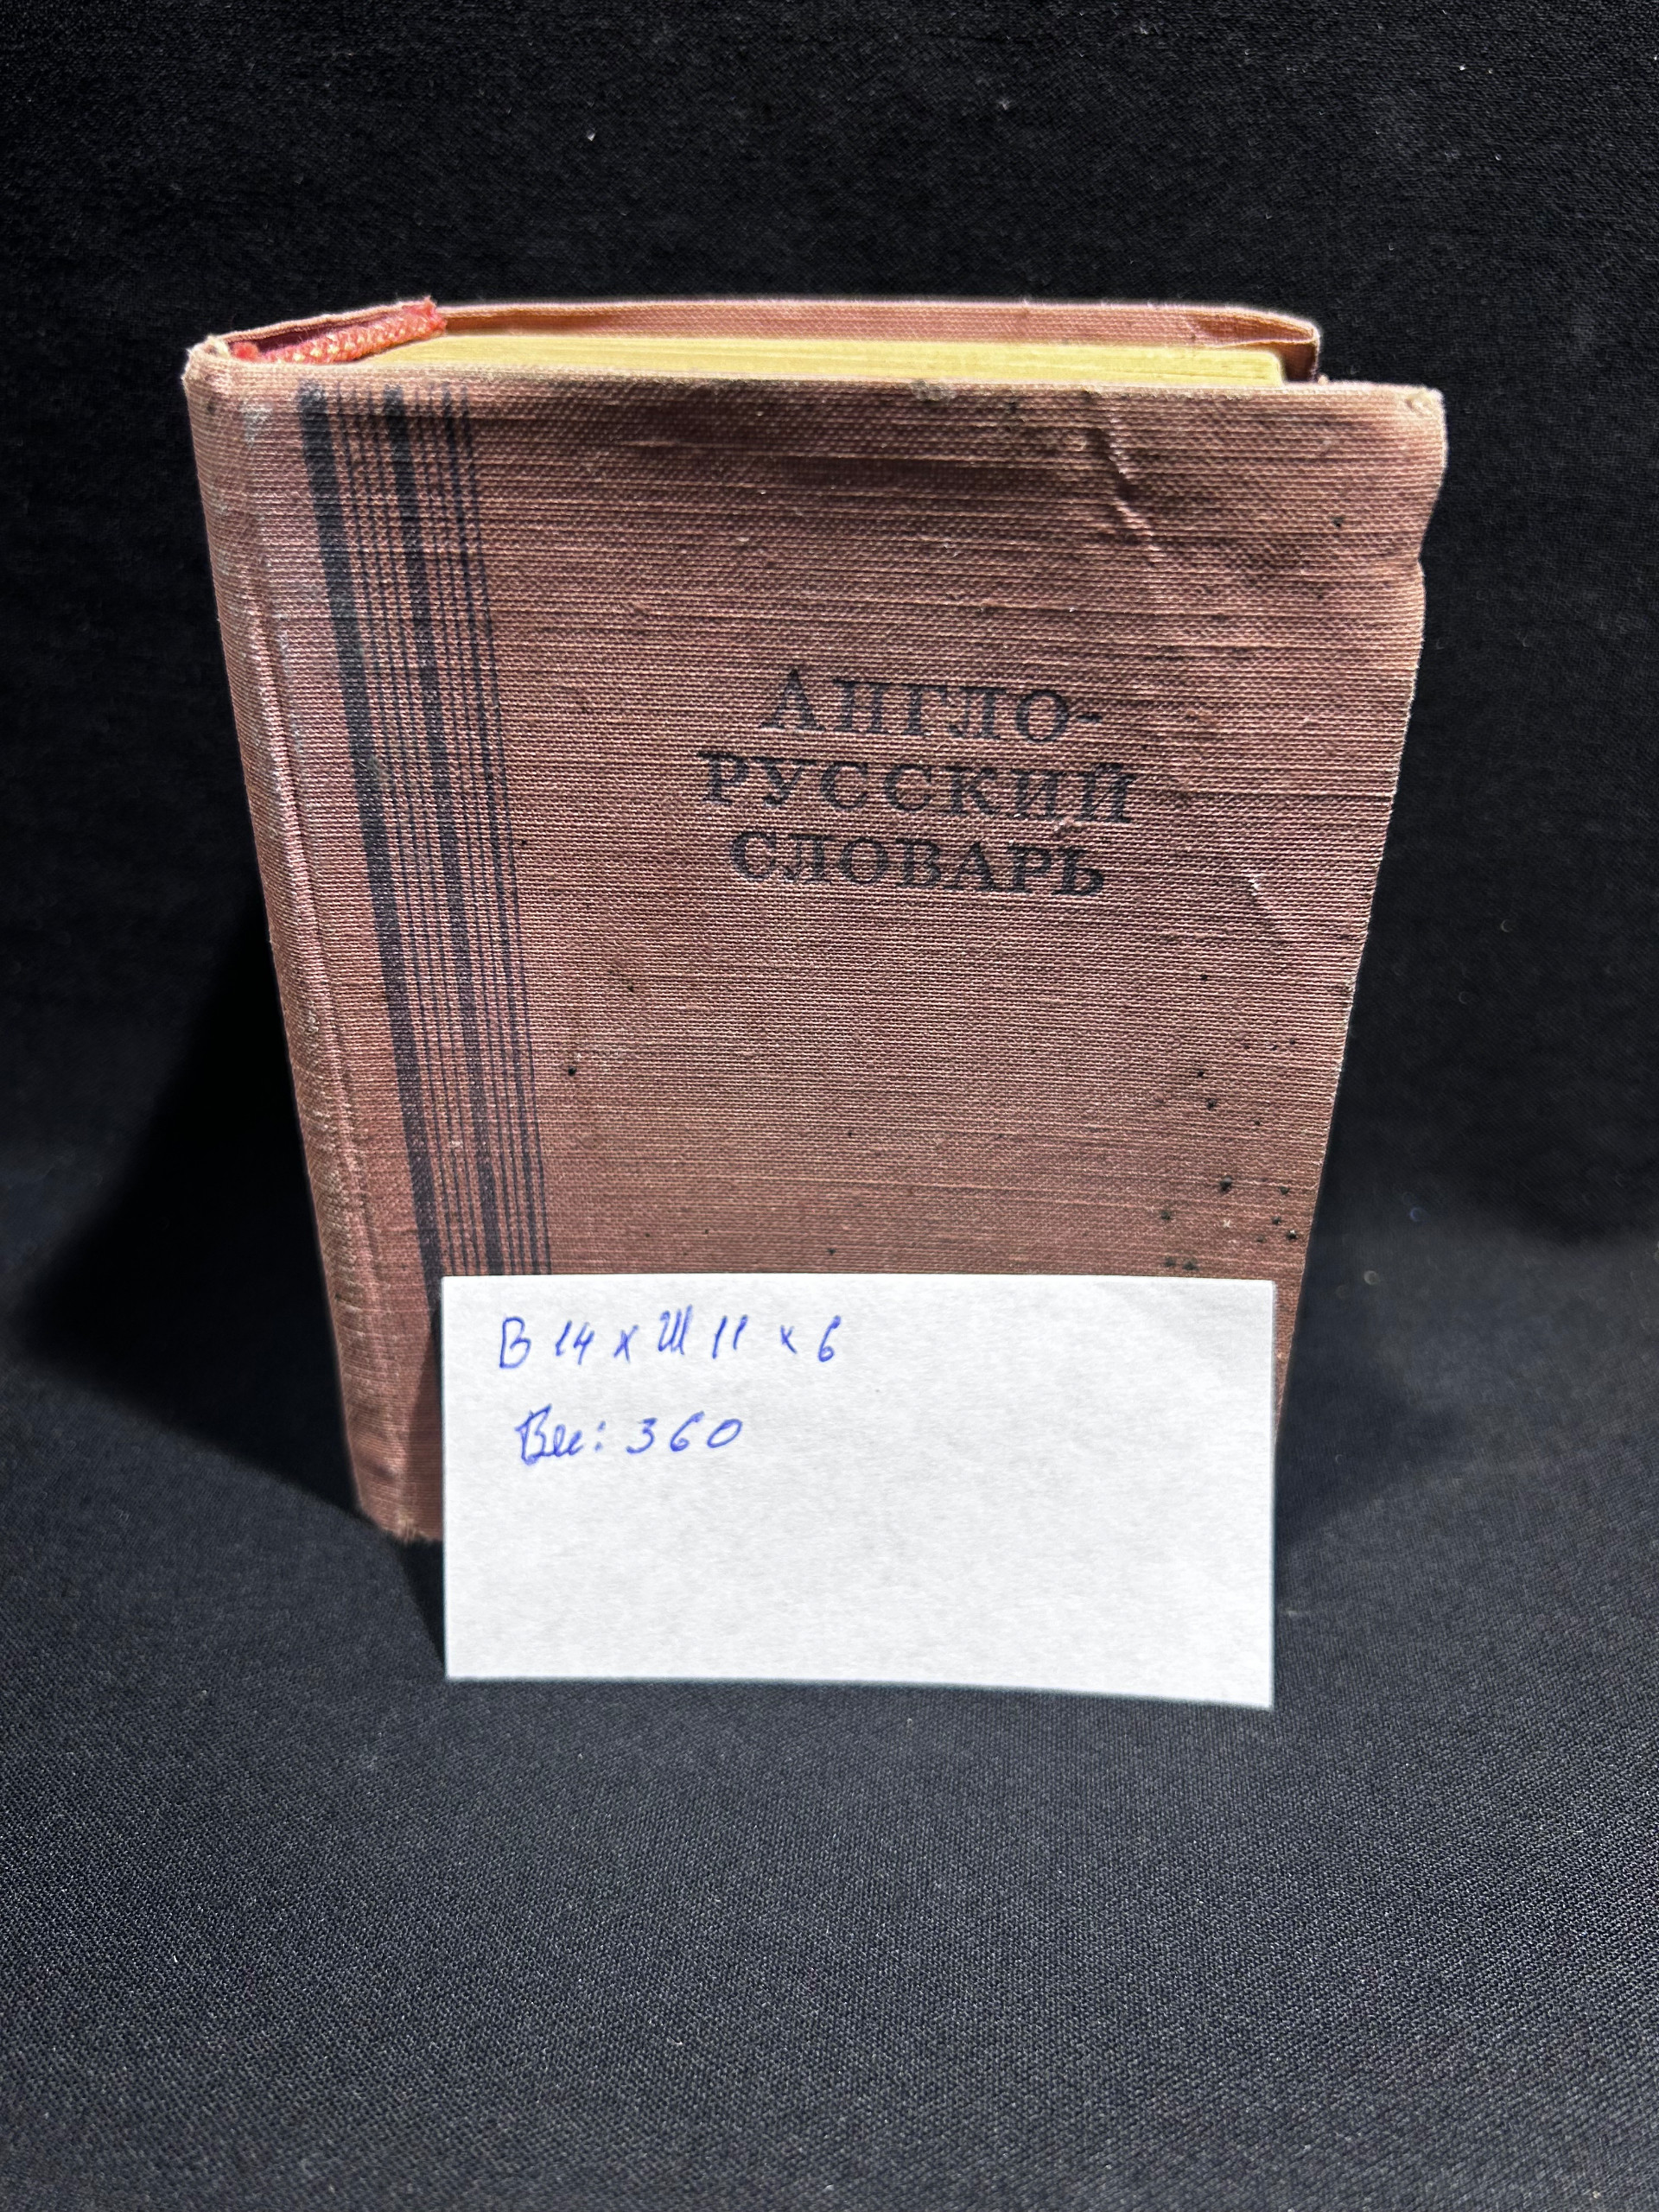 АНГЛО-
РУССКИЙ
СЛОВАРЬ
В 14 х Ш 11 х 6
Вес: 360